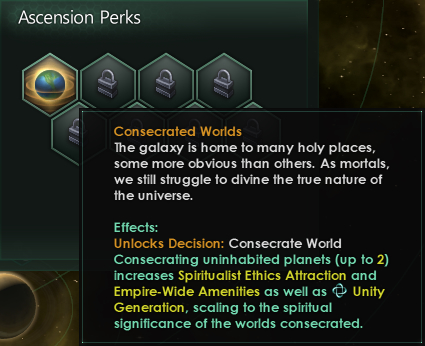 Ascension Perks
Consecrated Worlds
The galaxy is home to many holy places,
some more obvious than others. As mortals,
we still struggle to divine the true nature of
the universe.
Effects:
Unlocks Decision: Consecrate World
Consecrating uninhabited planets (up to 2)
increases Spiritualist Ethics Attraction and
Empire-Wide Amenities as well as Unity
Generation, scaling to the spiritual
significance of the worlds consecrated.